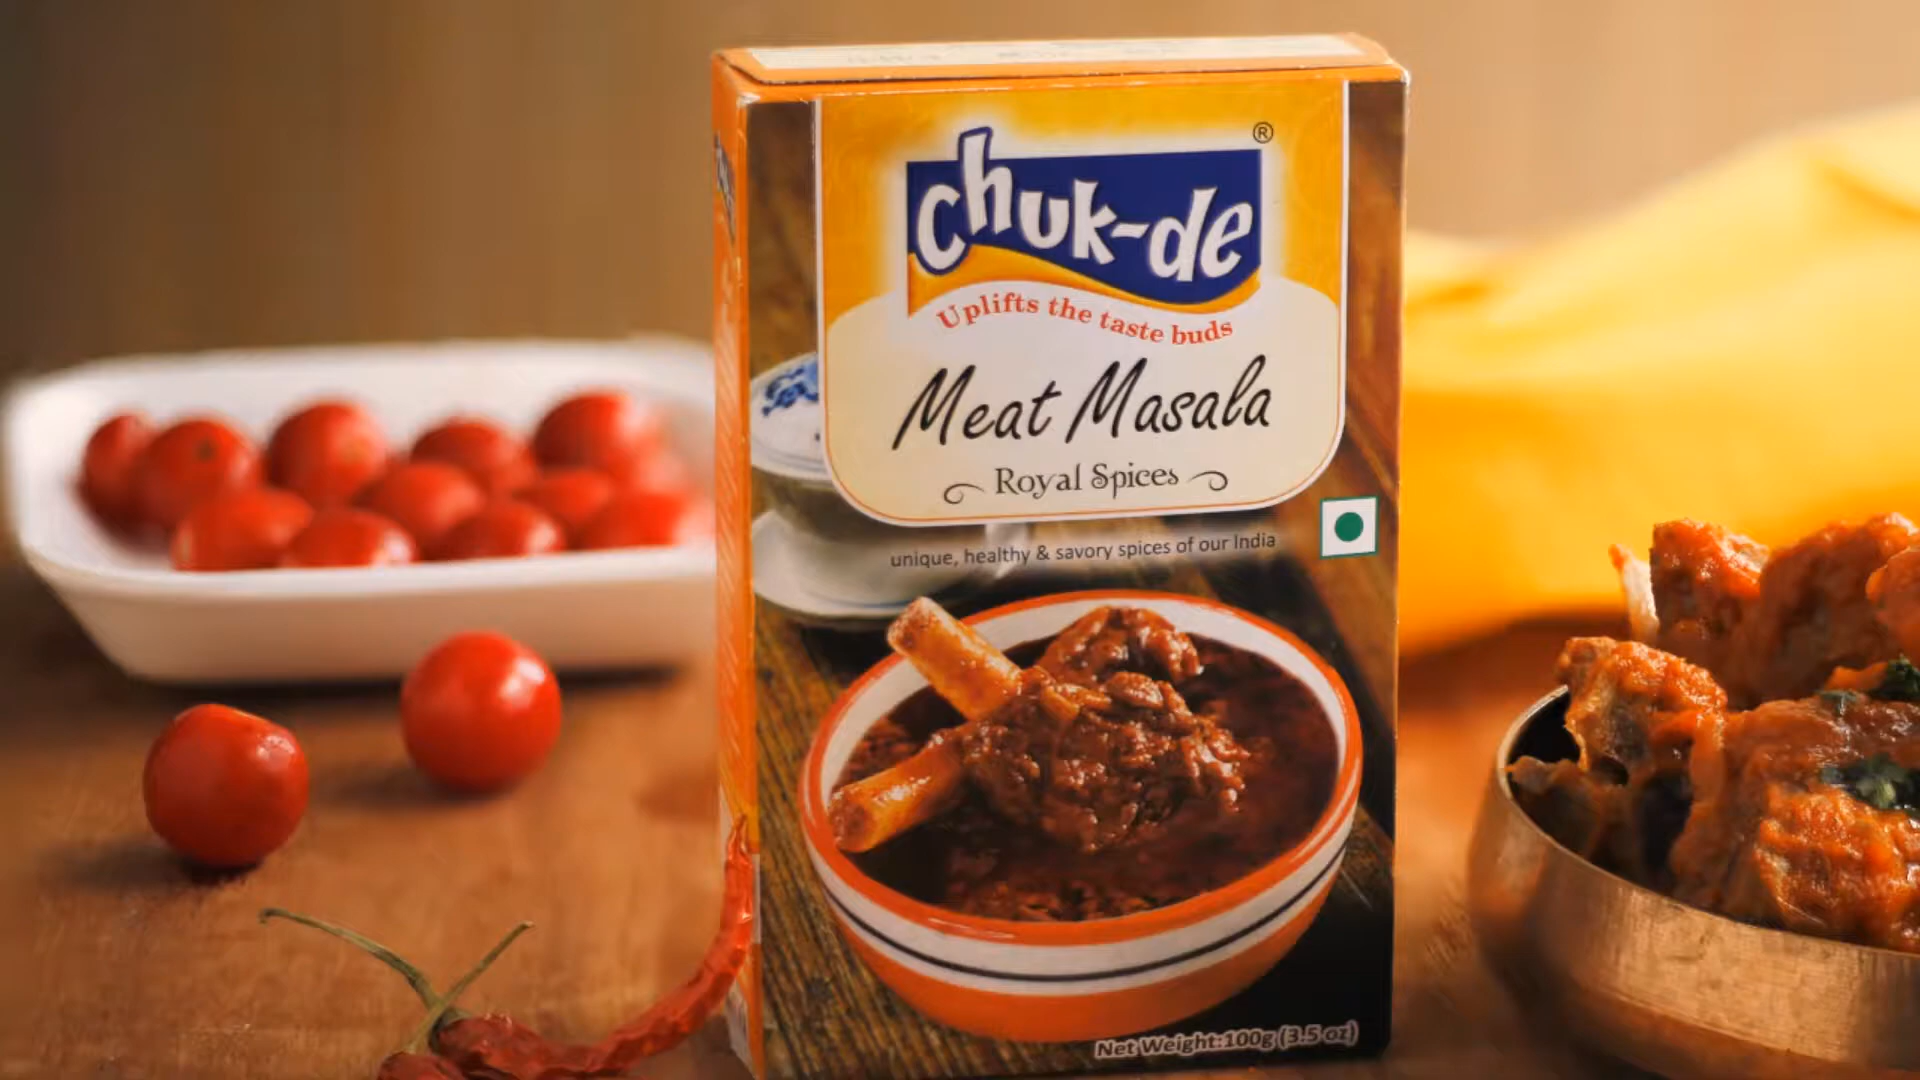 chuk-de ®
Uplifts the taste buds
Meat Masala
Royal Spices
unique, healthy & savory spices of our India
Net Weight:100g (3.5 oz)